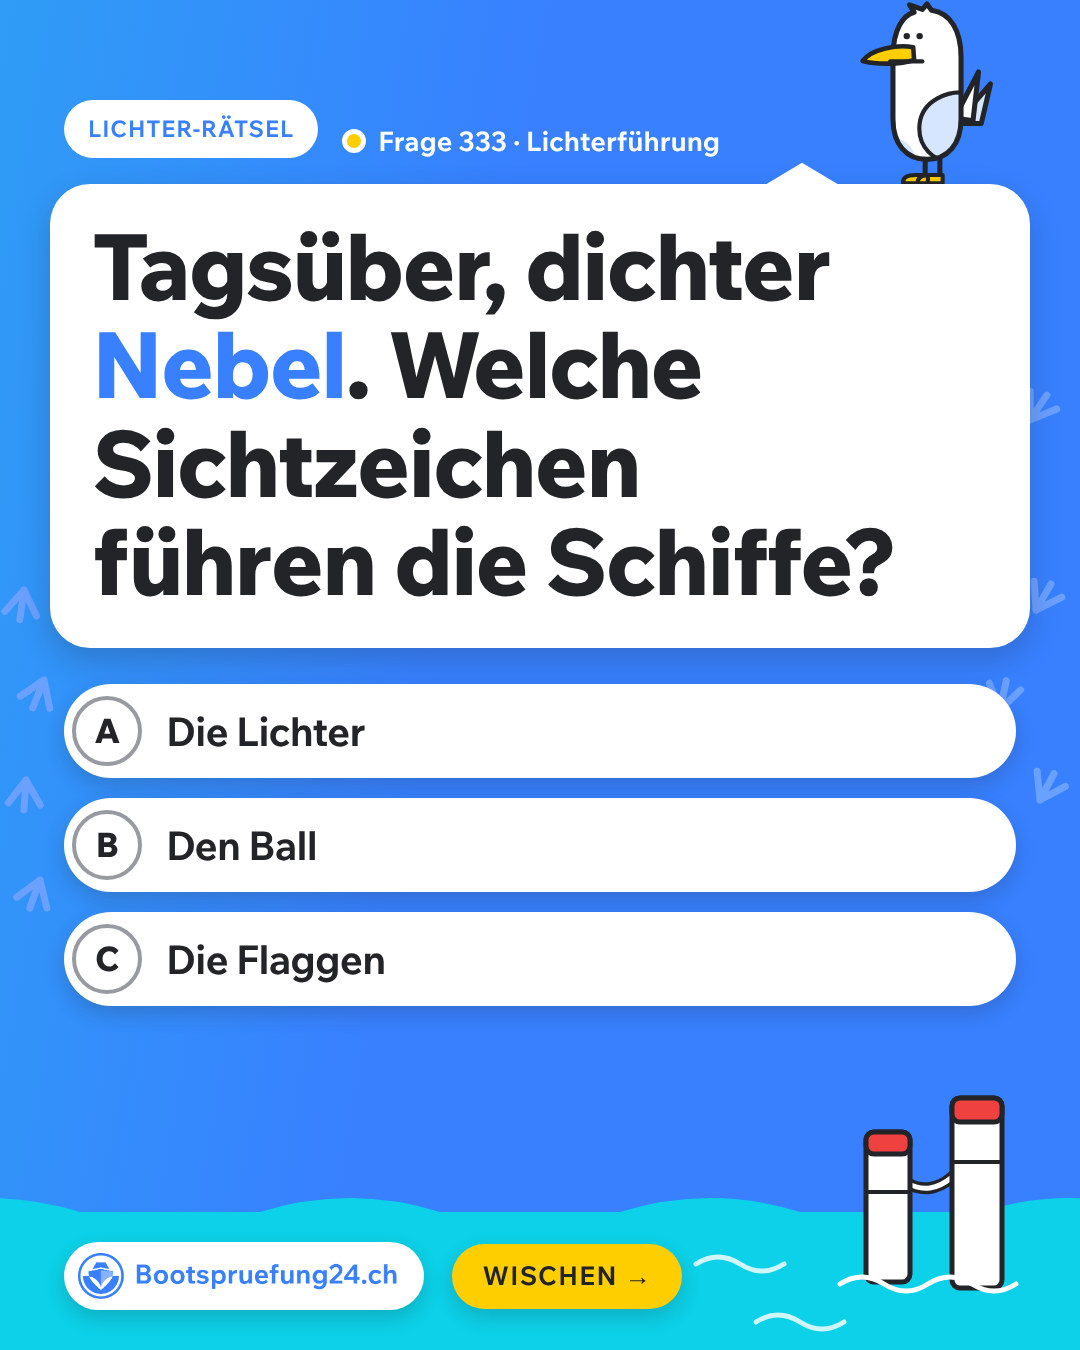 LICHTER-RÄTSEL
Frage 333 · Lichterführung
Tagsüber, dichter
Nebel. Welche
Sichtzeichen
führen die Schiffe?
A Die Lichter
B Den Ball
C Die Flaggen
Bootspruefung24.ch
WISCHEN →